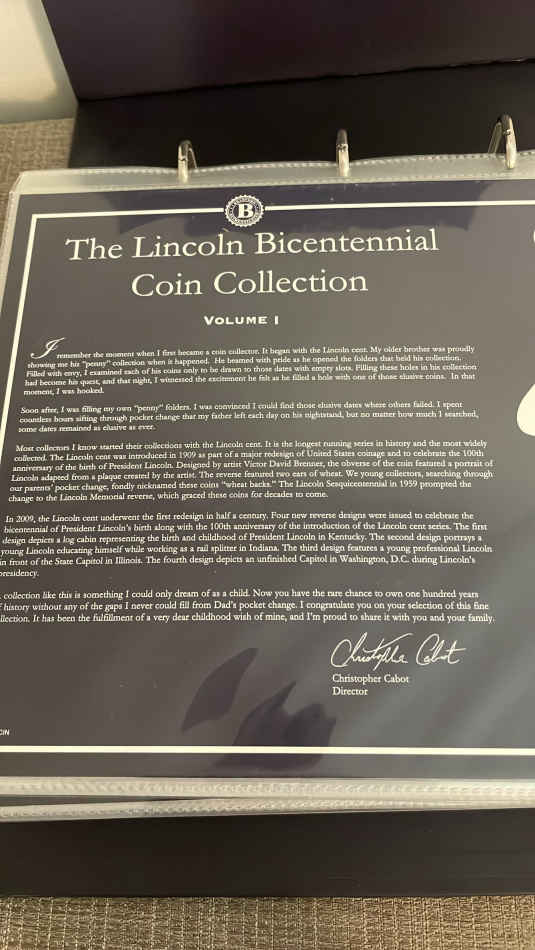 B
The Lincoln Bicentennial
Coin Collection
VOLUME I
I remember the moment when I first became a coin collector. It began with the Lincoln cent. My older brother was proudly
showing me his "penny" collection when it happened. He beamed with pride as he opened the folders that held his collection.
Filled with envy, I examined each of his coins only to be drawn to those dates with empty slots. Filling these holes in his collection
had become his quest, and that night, I witnessed the excitement he felt as he filled a hole with one of those elusive coins. In that
moment, I was hooked.
Soon after, I was filling my own "penny" folders. I was convinced I could find those elusive dates where others failed. I spent
countless hours sifting through pocket change that my father left each day on his nightstand, but no matter how much I searched,
some dates remained as elusive as ever.
Most collectors I know started their collections with the Lincoln cent. It is the longest running series in history and the most widely
collected. The Lincoln cent was introduced in 1909 as part of a major redesign of United States coinage and to celebrate the 100th
anniversary of the birth of President Lincoln. Designed by artist Victor David Brenner, the obverse of the coin featured a portrait of
Lincoln adapted from a plaque created by the artist. The reverse featured two ears of wheat. We young collectors, searching through
our parents' pocket change, fondly nicknamed these coins "wheat backs." The Lincoln Sesquicentennial in 1959 prompted the
change to the Lincoln Memorial reverse, which graced these coins for decades to come.
In 2009, the Lincoln cent underwent the first redesign in half a century. Four new reverse designs were issued to celebrate the
bicentennial of President Lincoln's birth along with the 100th anniversary of the introduction of the Lincoln cent series. The first
design depicts a log cabin representing the birth and childhood of President Lincoln in Kentucky. The second design portrays a
young Lincoln educating himself while working as a rail splitter in Indiana. The third design features a young professional Lincoln
in front of the State Capitol in Illinois. The fourth design depicts an unfinished Capitol in Washington, D.C. during Lincoln's
presidency.
collection like this is something I could only dream of as a child. Now you have the rare chance to own one hundred years
f history without any of the gaps I never could fill from Dad's pocket change. I congratulate you on your selection of this fine
llection. It has been the fulfillment of a very dear childhood wish of mine, and I'm proud to share it with you and your family.
Christopher Cabot
Christopher Cabot
Director
CIN